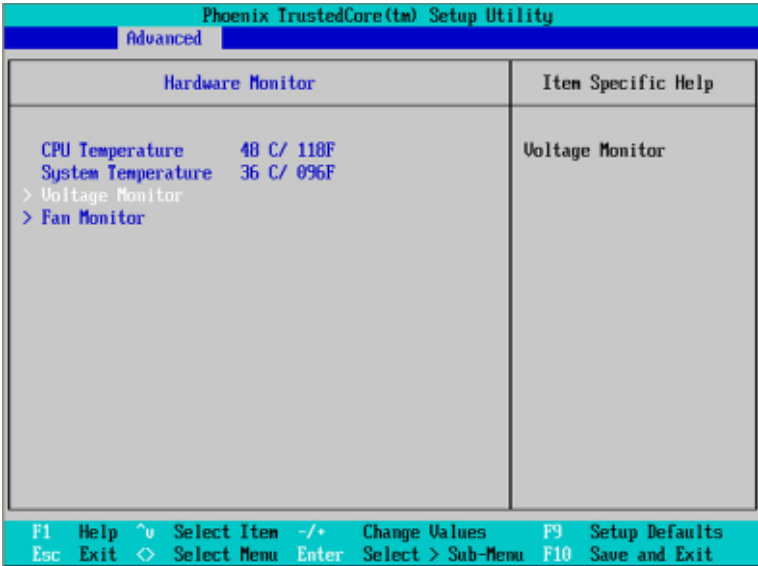 Phoenix TrustedCore(tm) Setup Utility
Advanced
Hardware Monitor
Item Specific Help
CPU Temperature 48 C/ 118F
System Temperature 36 C/ 096F
> Voltage Monitor
> Fan Monitor
Voltage Monitor
F1 Help ^v Select Item -/+ Change Values F9 Setup Defaults
Esc Exit <> Select Menu Enter Select > Sub-Menu F10 Save and Exit